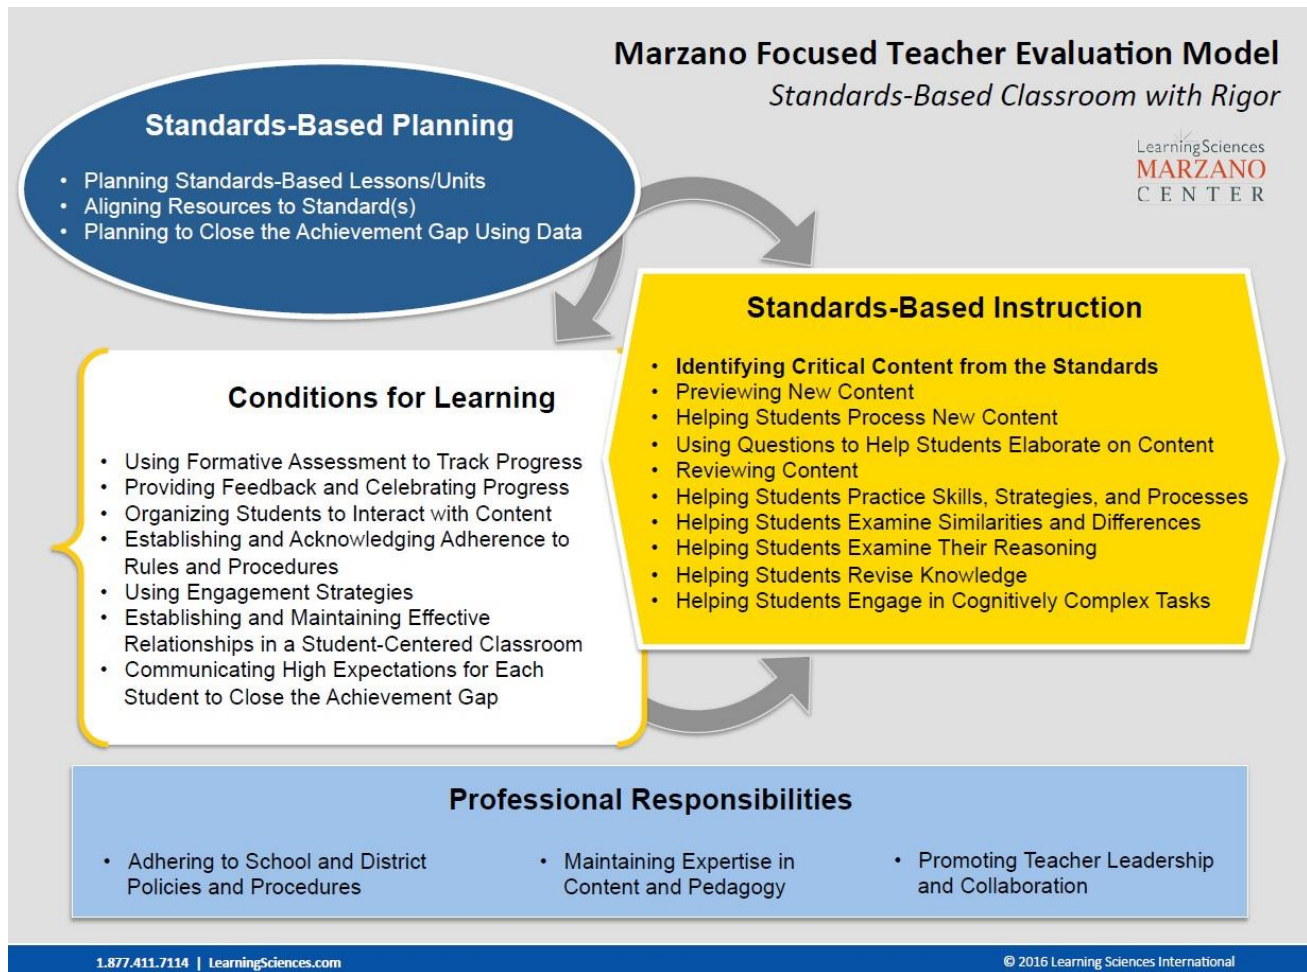 Marzano Focused Teacher Evaluation Model
Standards-Based Classroom with Rigor
LearningSciences
MARZANO
CENTER
Standards-Based Planning
• Planning Standards-Based Lessons/Units
• Aligning Resources to Standard(s)
• Planning to Close the Achievement Gap Using Data
Standards-Based Instruction
• Identifying Critical Content from the Standards
• Previewing New Content
• Helping Students Process New Content
• Using Questions to Help Students Elaborate on Content
• Reviewing Content
• Helping Students Practice Skills, Strategies, and Processes
• Helping Students Examine Similarities and Differences
• Helping Students Examine Their Reasoning
• Helping Students Revise Knowledge
• Helping Students Engage in Cognitively Complex Tasks
Conditions for Learning
• Using Formative Assessment to Track Progress
• Providing Feedback and Celebrating Progress
• Organizing Students to Interact with Content
• Establishing and Acknowledging Adherence to
Rules and Procedures
• Using Engagement Strategies
• Establishing and Maintaining Effective
Relationships in a Student-Centered Classroom
• Communicating High Expectations for Each
Student to Close the Achievement Gap
Professional Responsibilities
• Adhering to School and District
Policies and Procedures
• Maintaining Expertise in
Content and Pedagogy
• Promoting Teacher Leadership
and Collaboration
1.877.411.7114 | LearningSciences.com
© 2016 Learning Sciences International